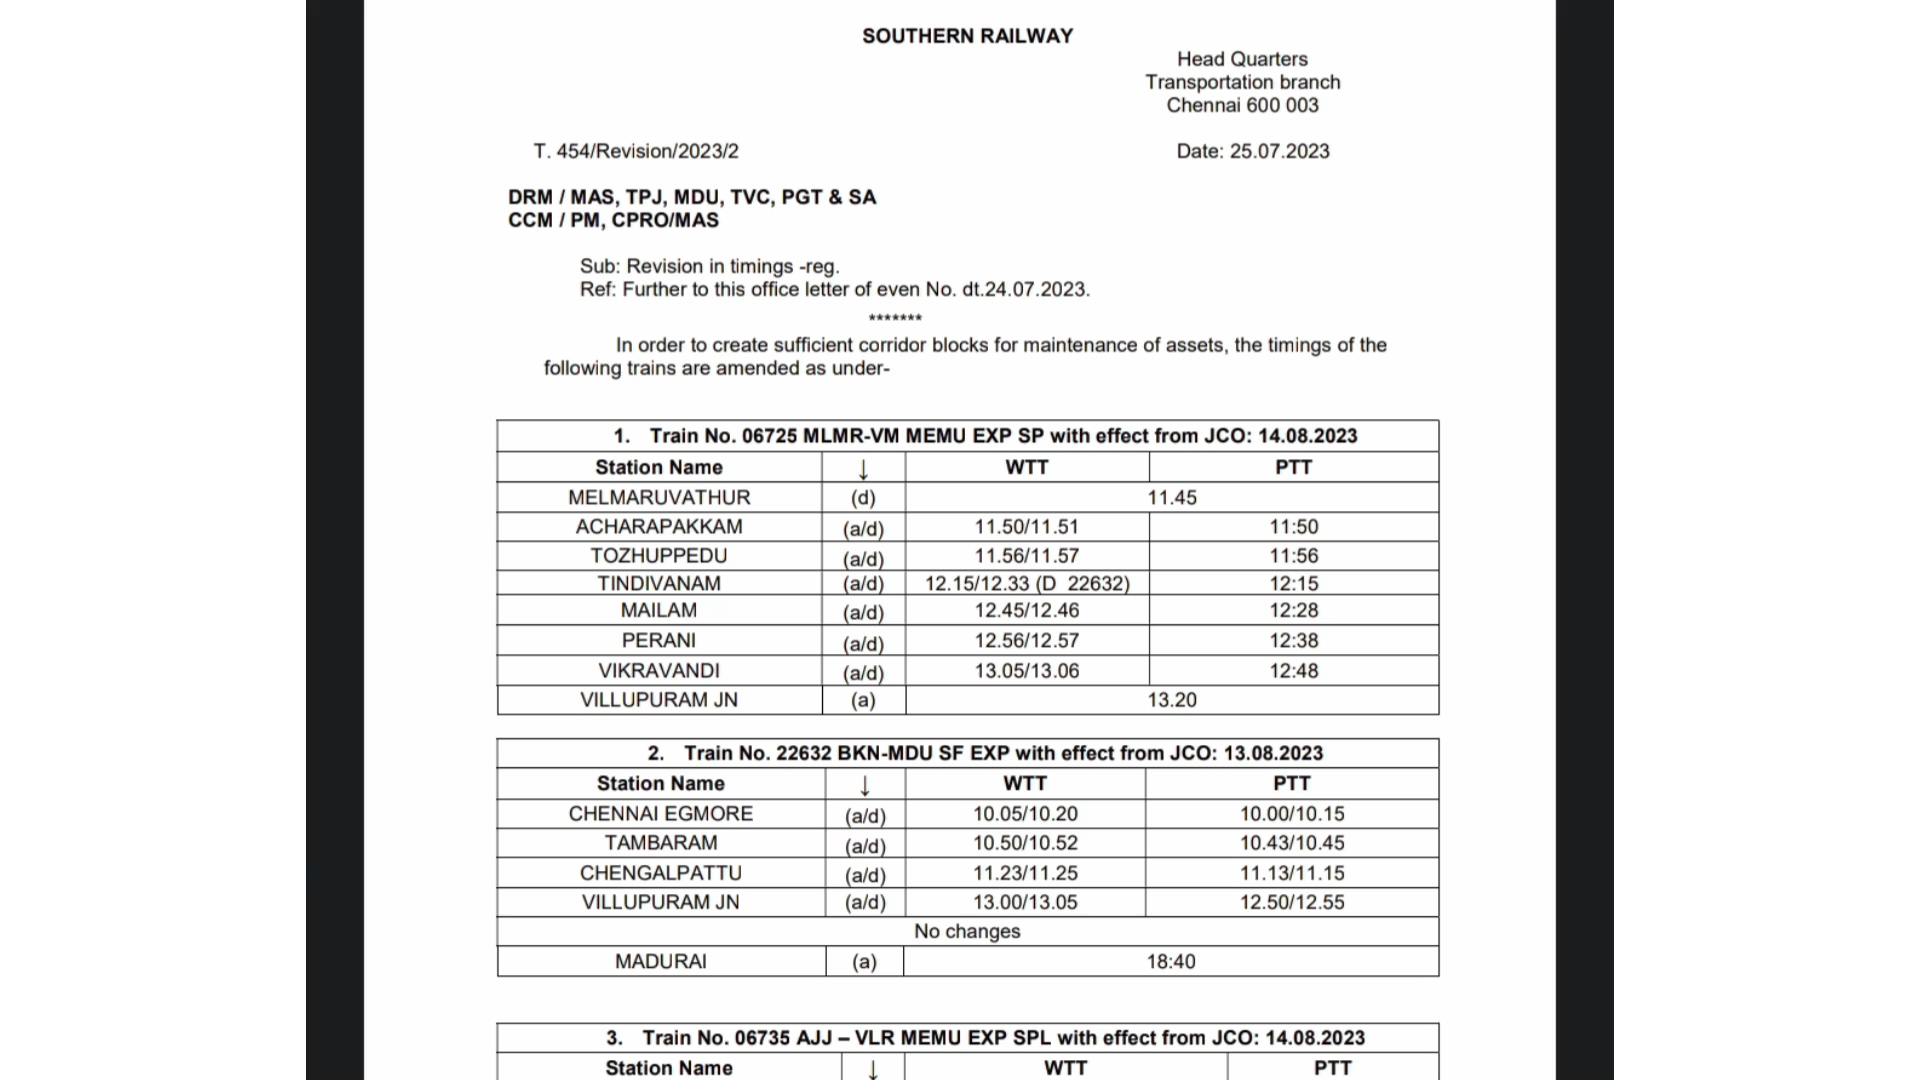 SOUTHERN RAILWAY
Head Quarters
Transportation branch
Chennai 600 003
T. 454/Revision/2023/2 Date: 25.07.2023
DRM / MAS, TPJ, MDU, TVC, PGT & SA
CCM / PM, CPRO/MAS
Sub: Revision in timings -reg.
Ref: Further to this office letter of even No. dt.24.07.2023.
*******
In order to create sufficient corridor blocks for maintenance of assets, the timings of the
following trains are amended as under-
1. Train No. 06725 MLMR-VM MEMU EXP SP with effect from JCO: 14.08.2023
Station Name ↓ WTT PTT
MELMARUVATHUR (d) 11.45
ACHARAPAKKAM (a/d) 11.50/11.51 11:50
TOZHUPPEDU (a/d) 11.56/11.57 11:56
TINDIVANAM (a/d) 12.15/12.33 (D 22632) 12:15
MAILAM (a/d) 12.45/12.46 12:28
PERANI (a/d) 12.56/12.57 12:38
VIKRAVANDI (a/d) 13.05/13.06 12:48
VILLUPURAM JN (a) 13.20
2. Train No. 22632 BKN-MDU SF EXP with effect from JCO: 13.08.2023
Station Name ↓ WTT PTT
CHENNAI EGMORE (a/d) 10.05/10.20 10.00/10.15
TAMBARAM (a/d) 10.50/10.52 10.43/10.45
CHENGALPATTU (a/d) 11.23/11.25 11.13/11.15
VILLUPURAM JN (a/d) 13.00/13.05 12.50/12.55
No changes
MADURAI (a) 18:40
3. Train No. 06735 AJJ – VLR MEMU EXP SPL with effect from JCO: 14.08.2023
Station Name ↓ WTT PTT